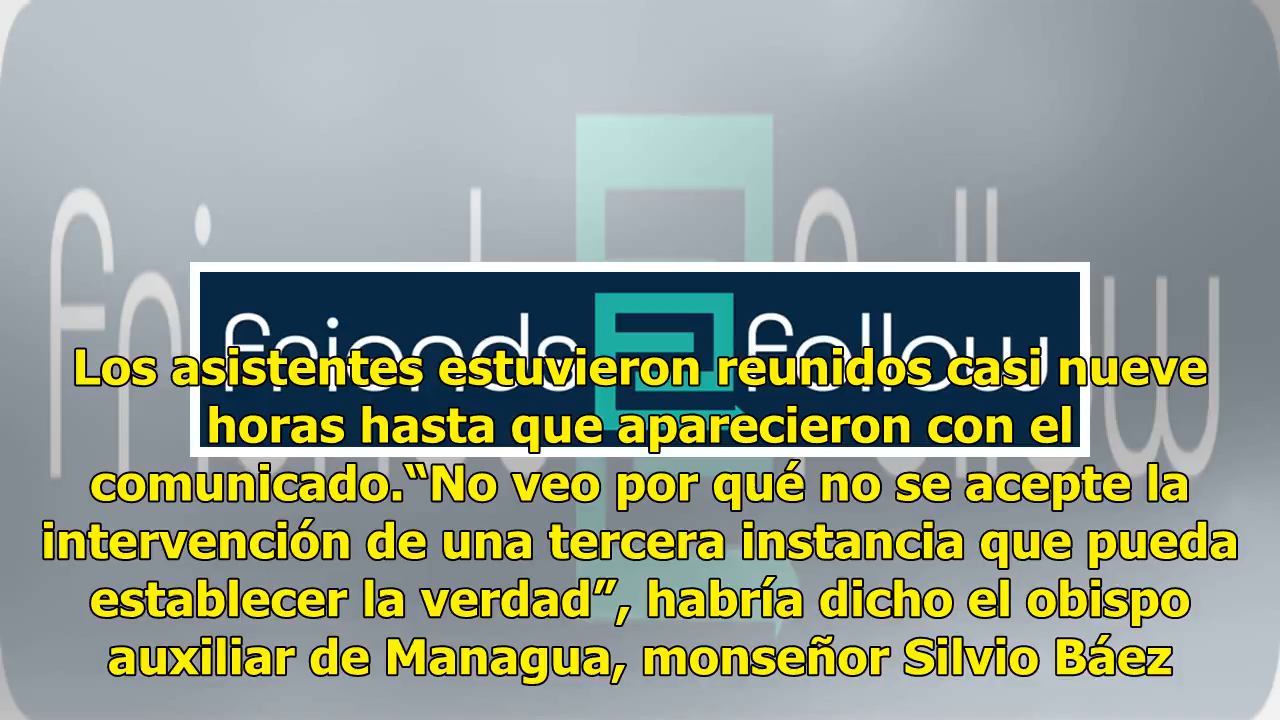 friends2follow
friends2follow
Los asistentes estuvieron reunidos casi nueve
horas hasta que aparecieron con el
comunicado.“No veo por qué no se acepte la
intervención de una tercera instancia que pueda
establecer la verdad”, habría dicho el obispo
auxiliar de Managua, monseñor Silvio Báez